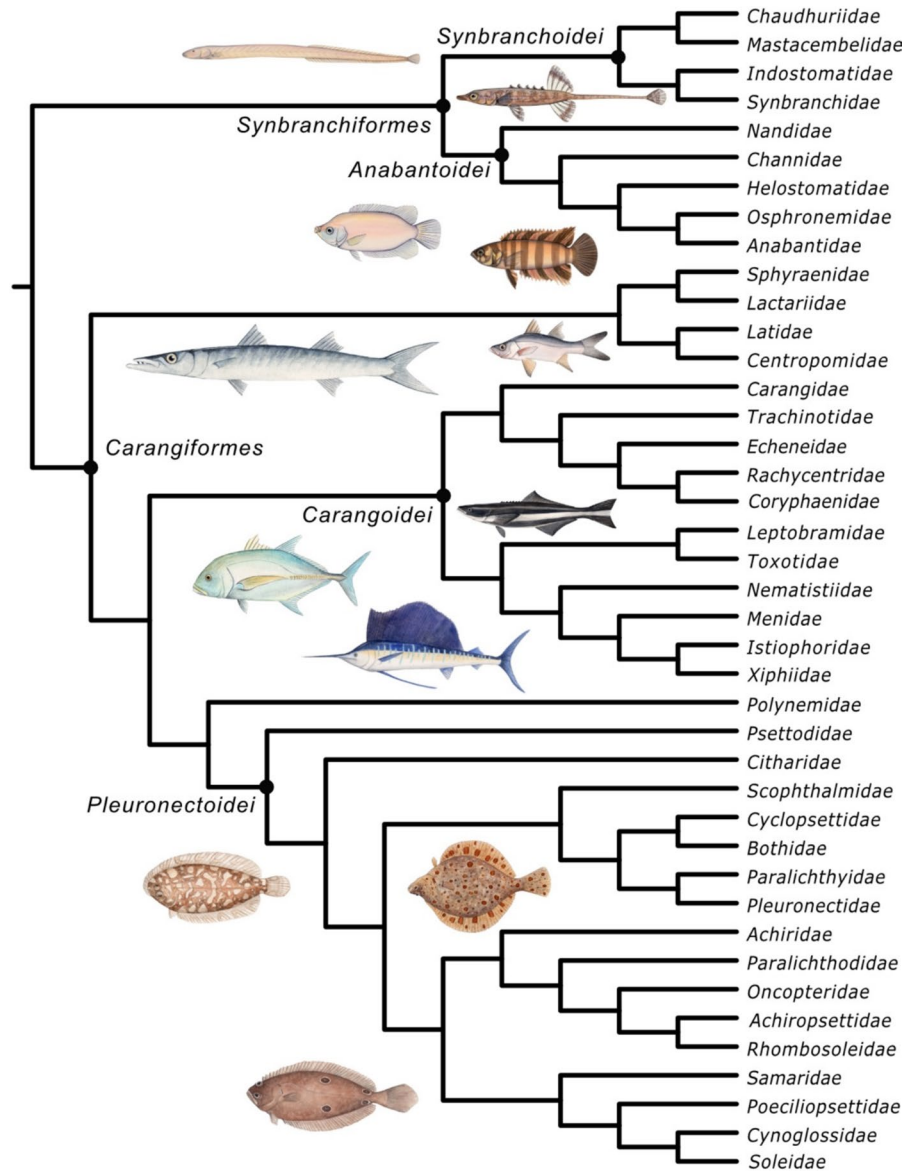 Chaudhuriidae
Synbranchoidei
Mastacembelidae
Indostomatidae
Synbranchidae
Synbranchiformes
Nandidae
Channidae
Anabantoidei
Helostomatidae
Osphronemidae
Anabantidae
Sphyraenidae
Lactariidae
Latidae
Centropomidae
Carangidae
Trachinotidae
Carangiformes
Echeneidae
Rachycentridae
Coryphaenidae
Carangoidei
Leptobramidae
Toxotidae
Nematistiidae
Menidae
Istiophoridae
Xiphiidae
Polynemidae
Psettodidae
Citharidae
Scophthalmidae
Pleuronectoidei
Cyclopsettidae
Bothidae
Paralichthyidae
Pleuronectidae
Achiridae
Paralichthodidae
Oncopteridae
Achiropsettidae
Rhombosoleidae
Samaridae
Poeciliopsettidae
Cynoglossidae
Soleidae